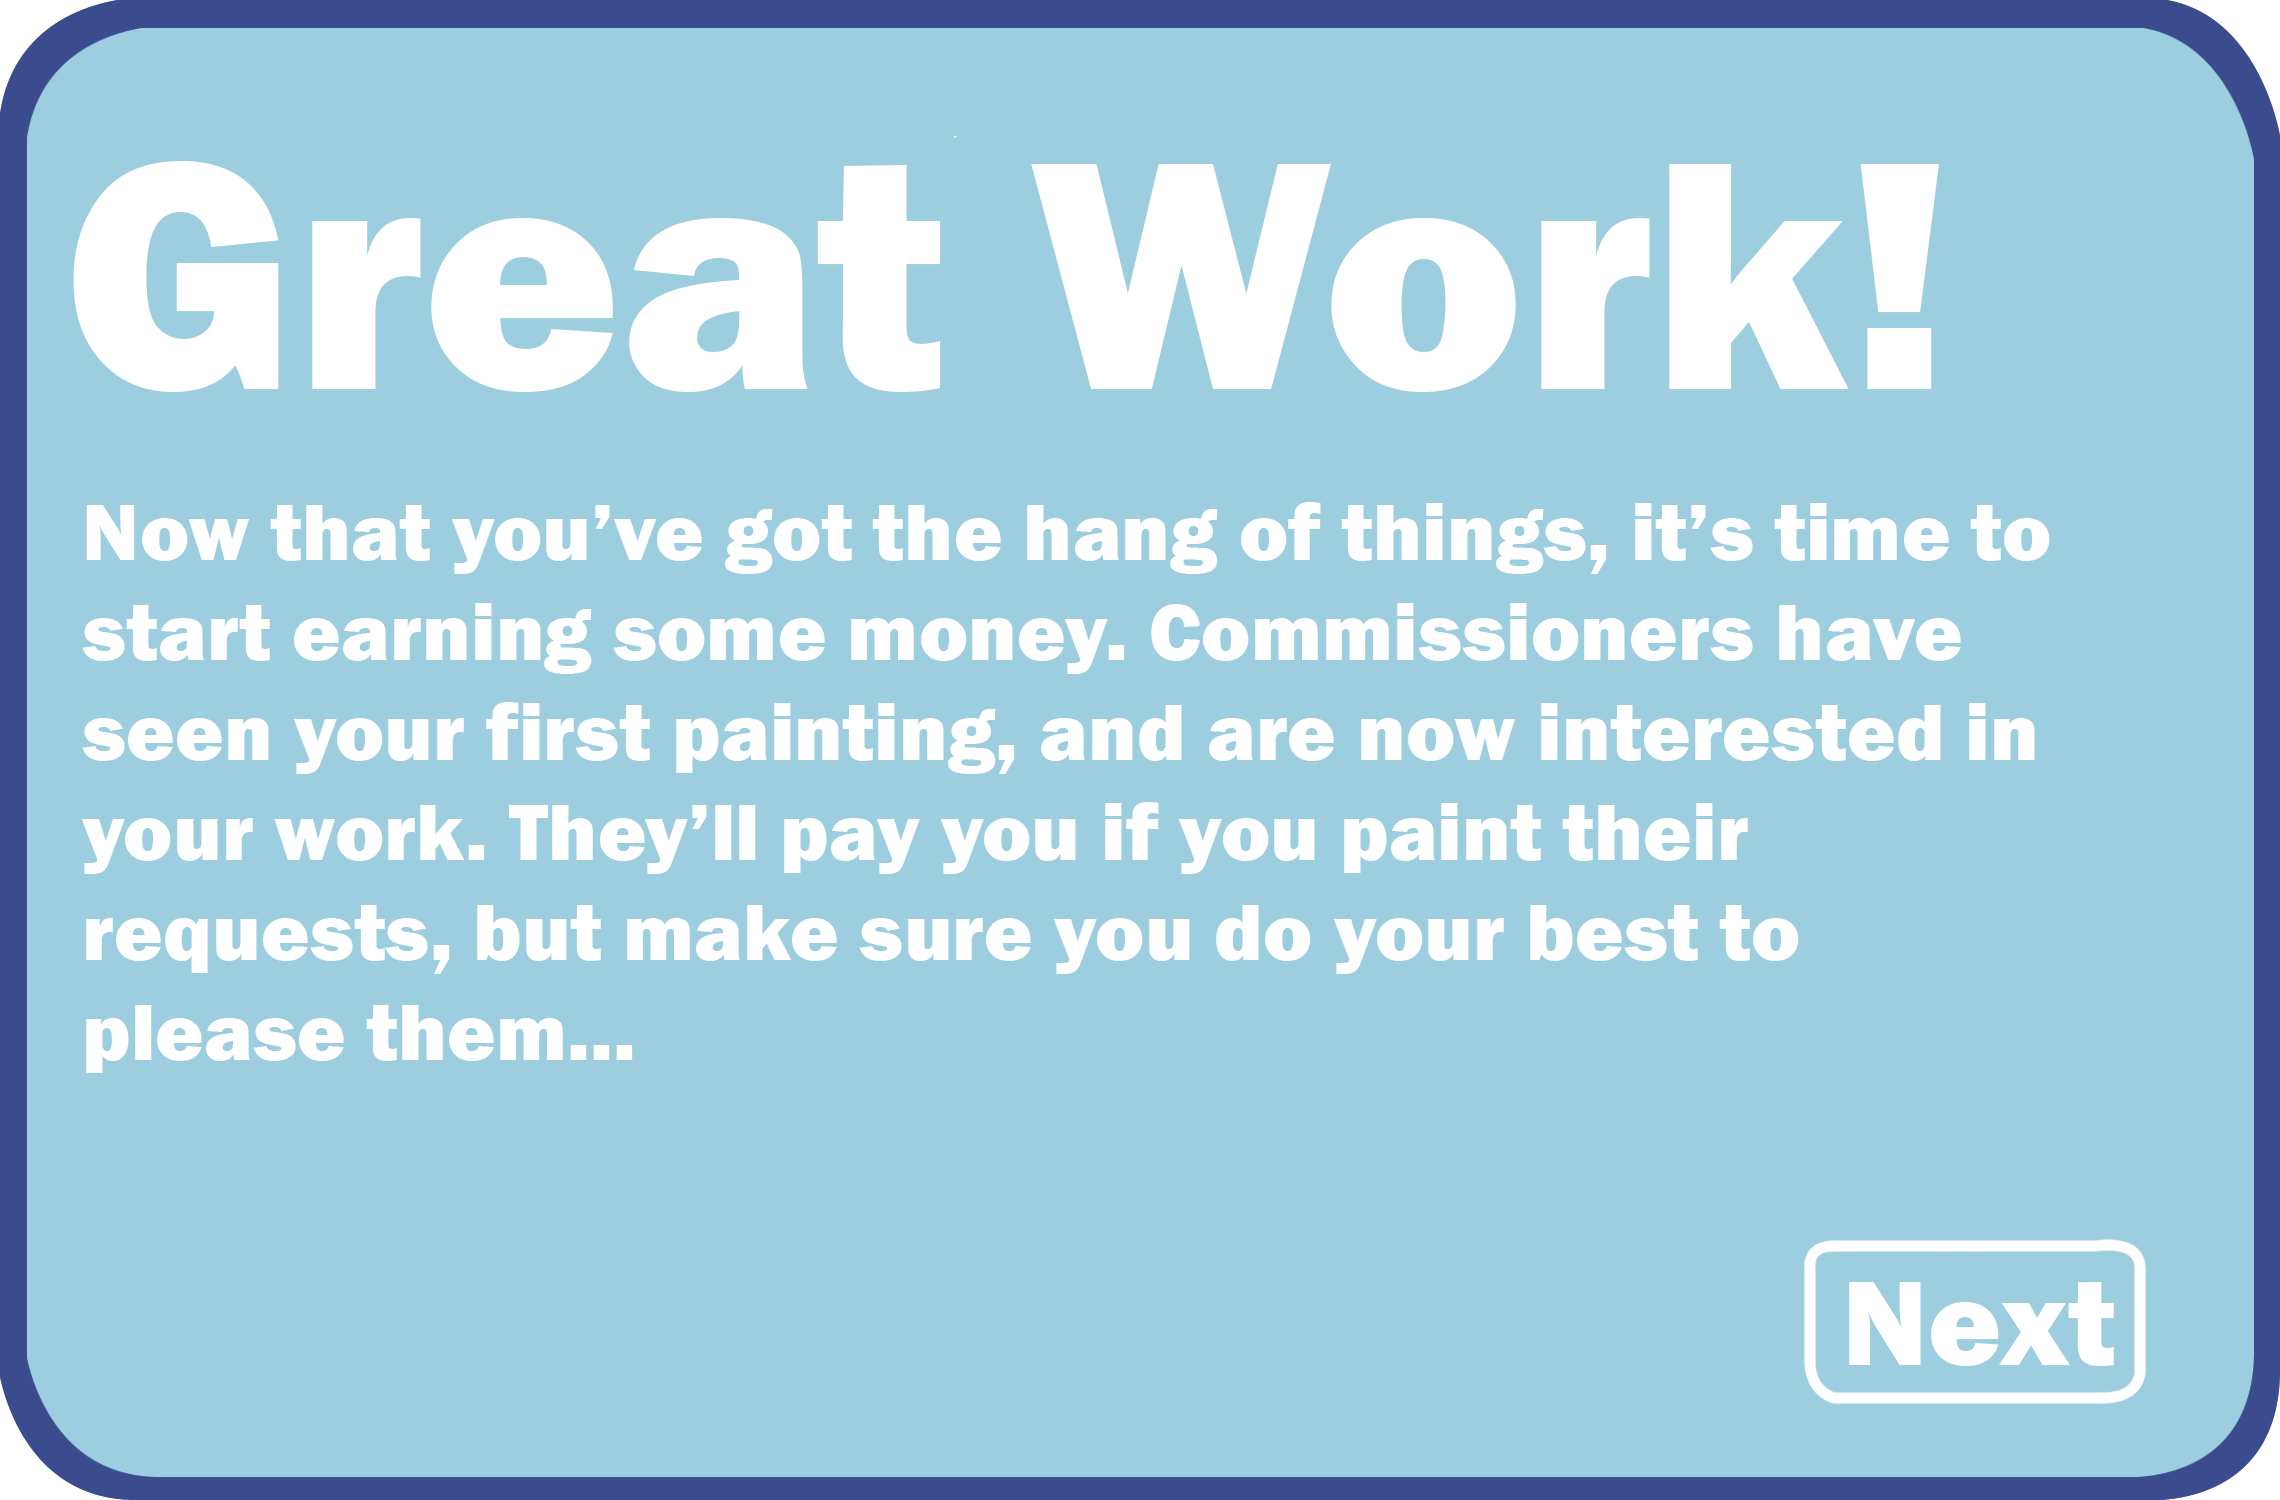 Great Work!
Now that you’ve got the hang of things, it’s time to
start earning some money. Commissioners have
seen your first painting, and are now interested in
your work. They’ll pay you if you paint their
requests, but make sure you do your best to
please them...
Next